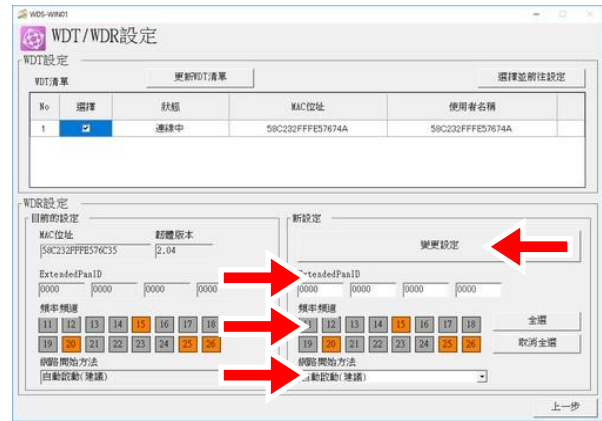 WDS-WIN01
WDT/WDR設定
WDT設定
WDT清單
更新WDT清單
選擇並前往設定
No 選擇 狀態 MAC位址 使用者名稱
1 連線中 58C232FFFE57674A 58C232FFFE57674A
WDR設定
目前的設定
MAC位址 韌體版本
58C232FFFE576C35 2.04
ExtendedPanID
0000 0000 0000 0000
頻率頻道
11 12 13 14 15 16 17 18
19 20 21 22 23 24 25 26
網路開始方法
自動啟動(建議)
新設定
變更設定
ExtendedPanID
0000 0000 0000 0000
頻率頻道
11 12 13 14 15 16 17 18
19 20 21 22 23 24 25 26
全選
取消全選
網路開始方法
自動啟動(建議)
上一步